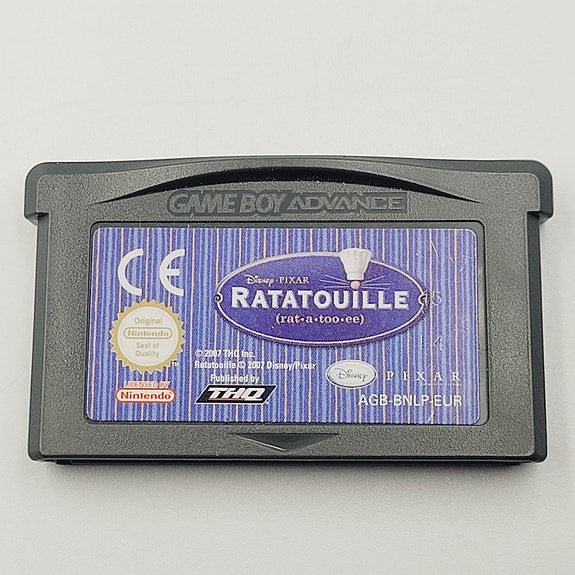 GAME BOY ADVANCE
CE
Disney · PIXAR
RATATOUILLE
(rat·a·too·ee)
Original
Nintendo
Seal of
Quality
© 2007 THQ Inc.
Ratatouille © 2007 Disney/Pixar
Published by
THQ
LICENSED BY
Nintendo
Disney
PIXAR
AGB-BNLP-EUR